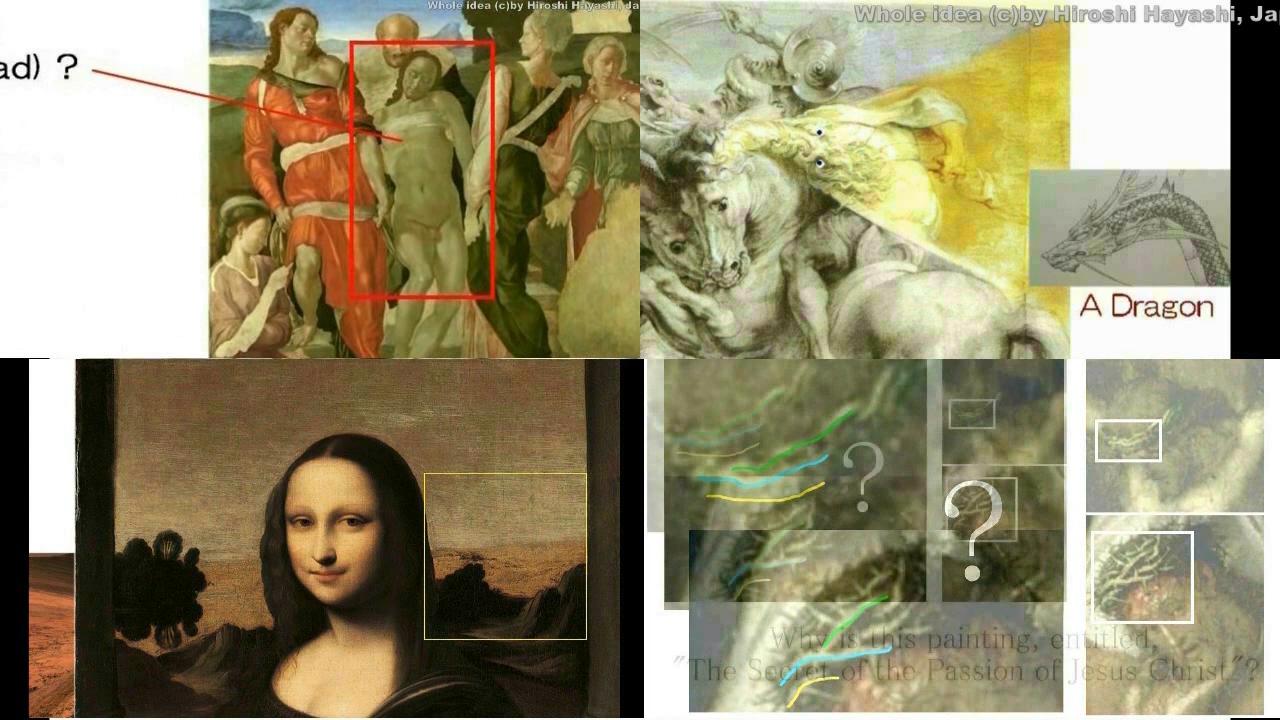 Whole idea (c)by Hiroshi Hayashi, Ja
ad) ?
Whole idea (c)by Hiroshi Hayashi, Ja
A Dragon
?
?
Why is this painting, entitled,
"The Secret of the Passion of Jesus Christ"?